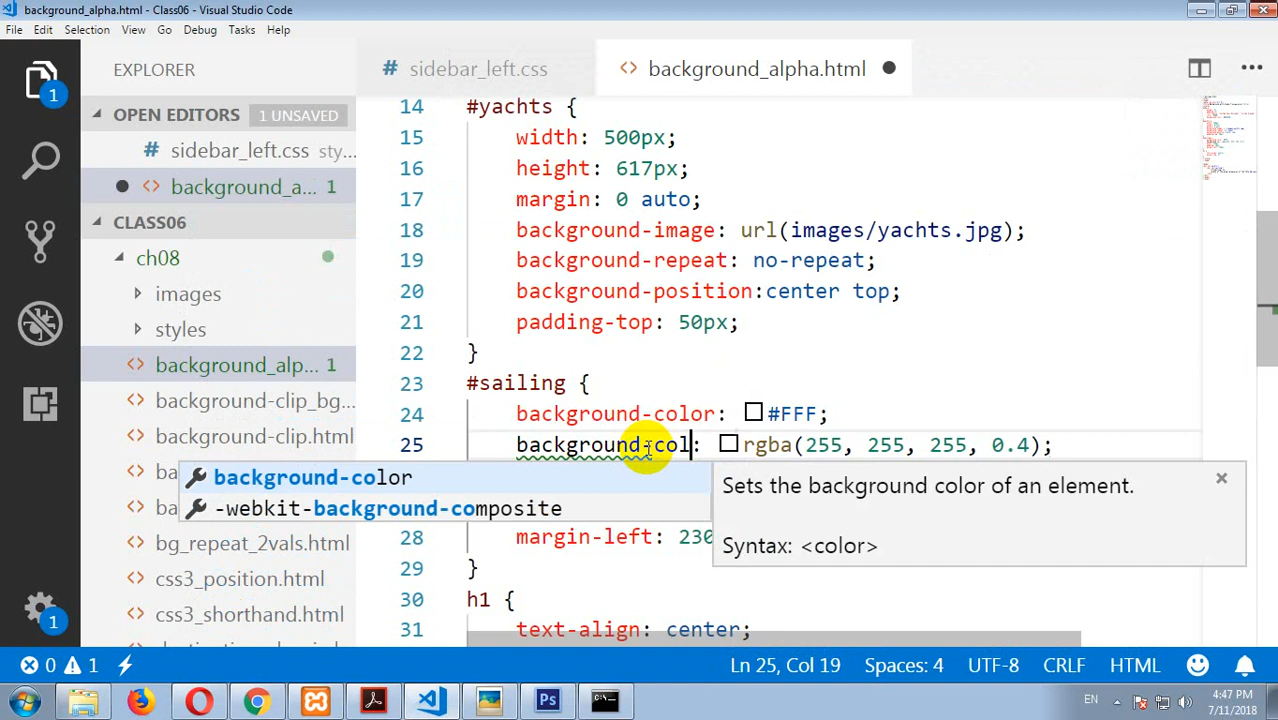 background_alpha.html - Class06 - Visual Studio Code
File Edit Selection View Go Debug Tasks Help
EXPLORER
# sidebar_left.css
<> background_alpha.html
OPEN EDITORS 1 UNSAVED
# sidebar_left.css sty...
<> background_a... 1
CLASS06
ch08
images
styles
<> background_alp... 1
<> background-clip_bg...
<> background-clip.html
<> ba
<> ba
<> bg_repeat_2vals.html
<> css3_position.html
<> css3_shorthand.html
1
1
14 #yachts {
15 width: 500px;
16 height: 617px;
17 margin: 0 auto;
18 background-image: url(images/yachts.jpg);
19 background-repeat: no-repeat;
20 background-position:center top;
21 padding-top: 50px;
22 }
23 #sailing {
24 background-color: #FFF;
25 background-col: rgba(255, 255, 255, 0.4);
background-color
-webkit-background-composite
Sets the background color of an element.
Syntax: <color>
28 margin-left: 230
29 }
30 h1 {
31 text-align: center;
0 1
Ln 25, Col 19 Spaces: 4 UTF-8 CRLF HTML
Ps
EN
4:47 PM
7/11/2018